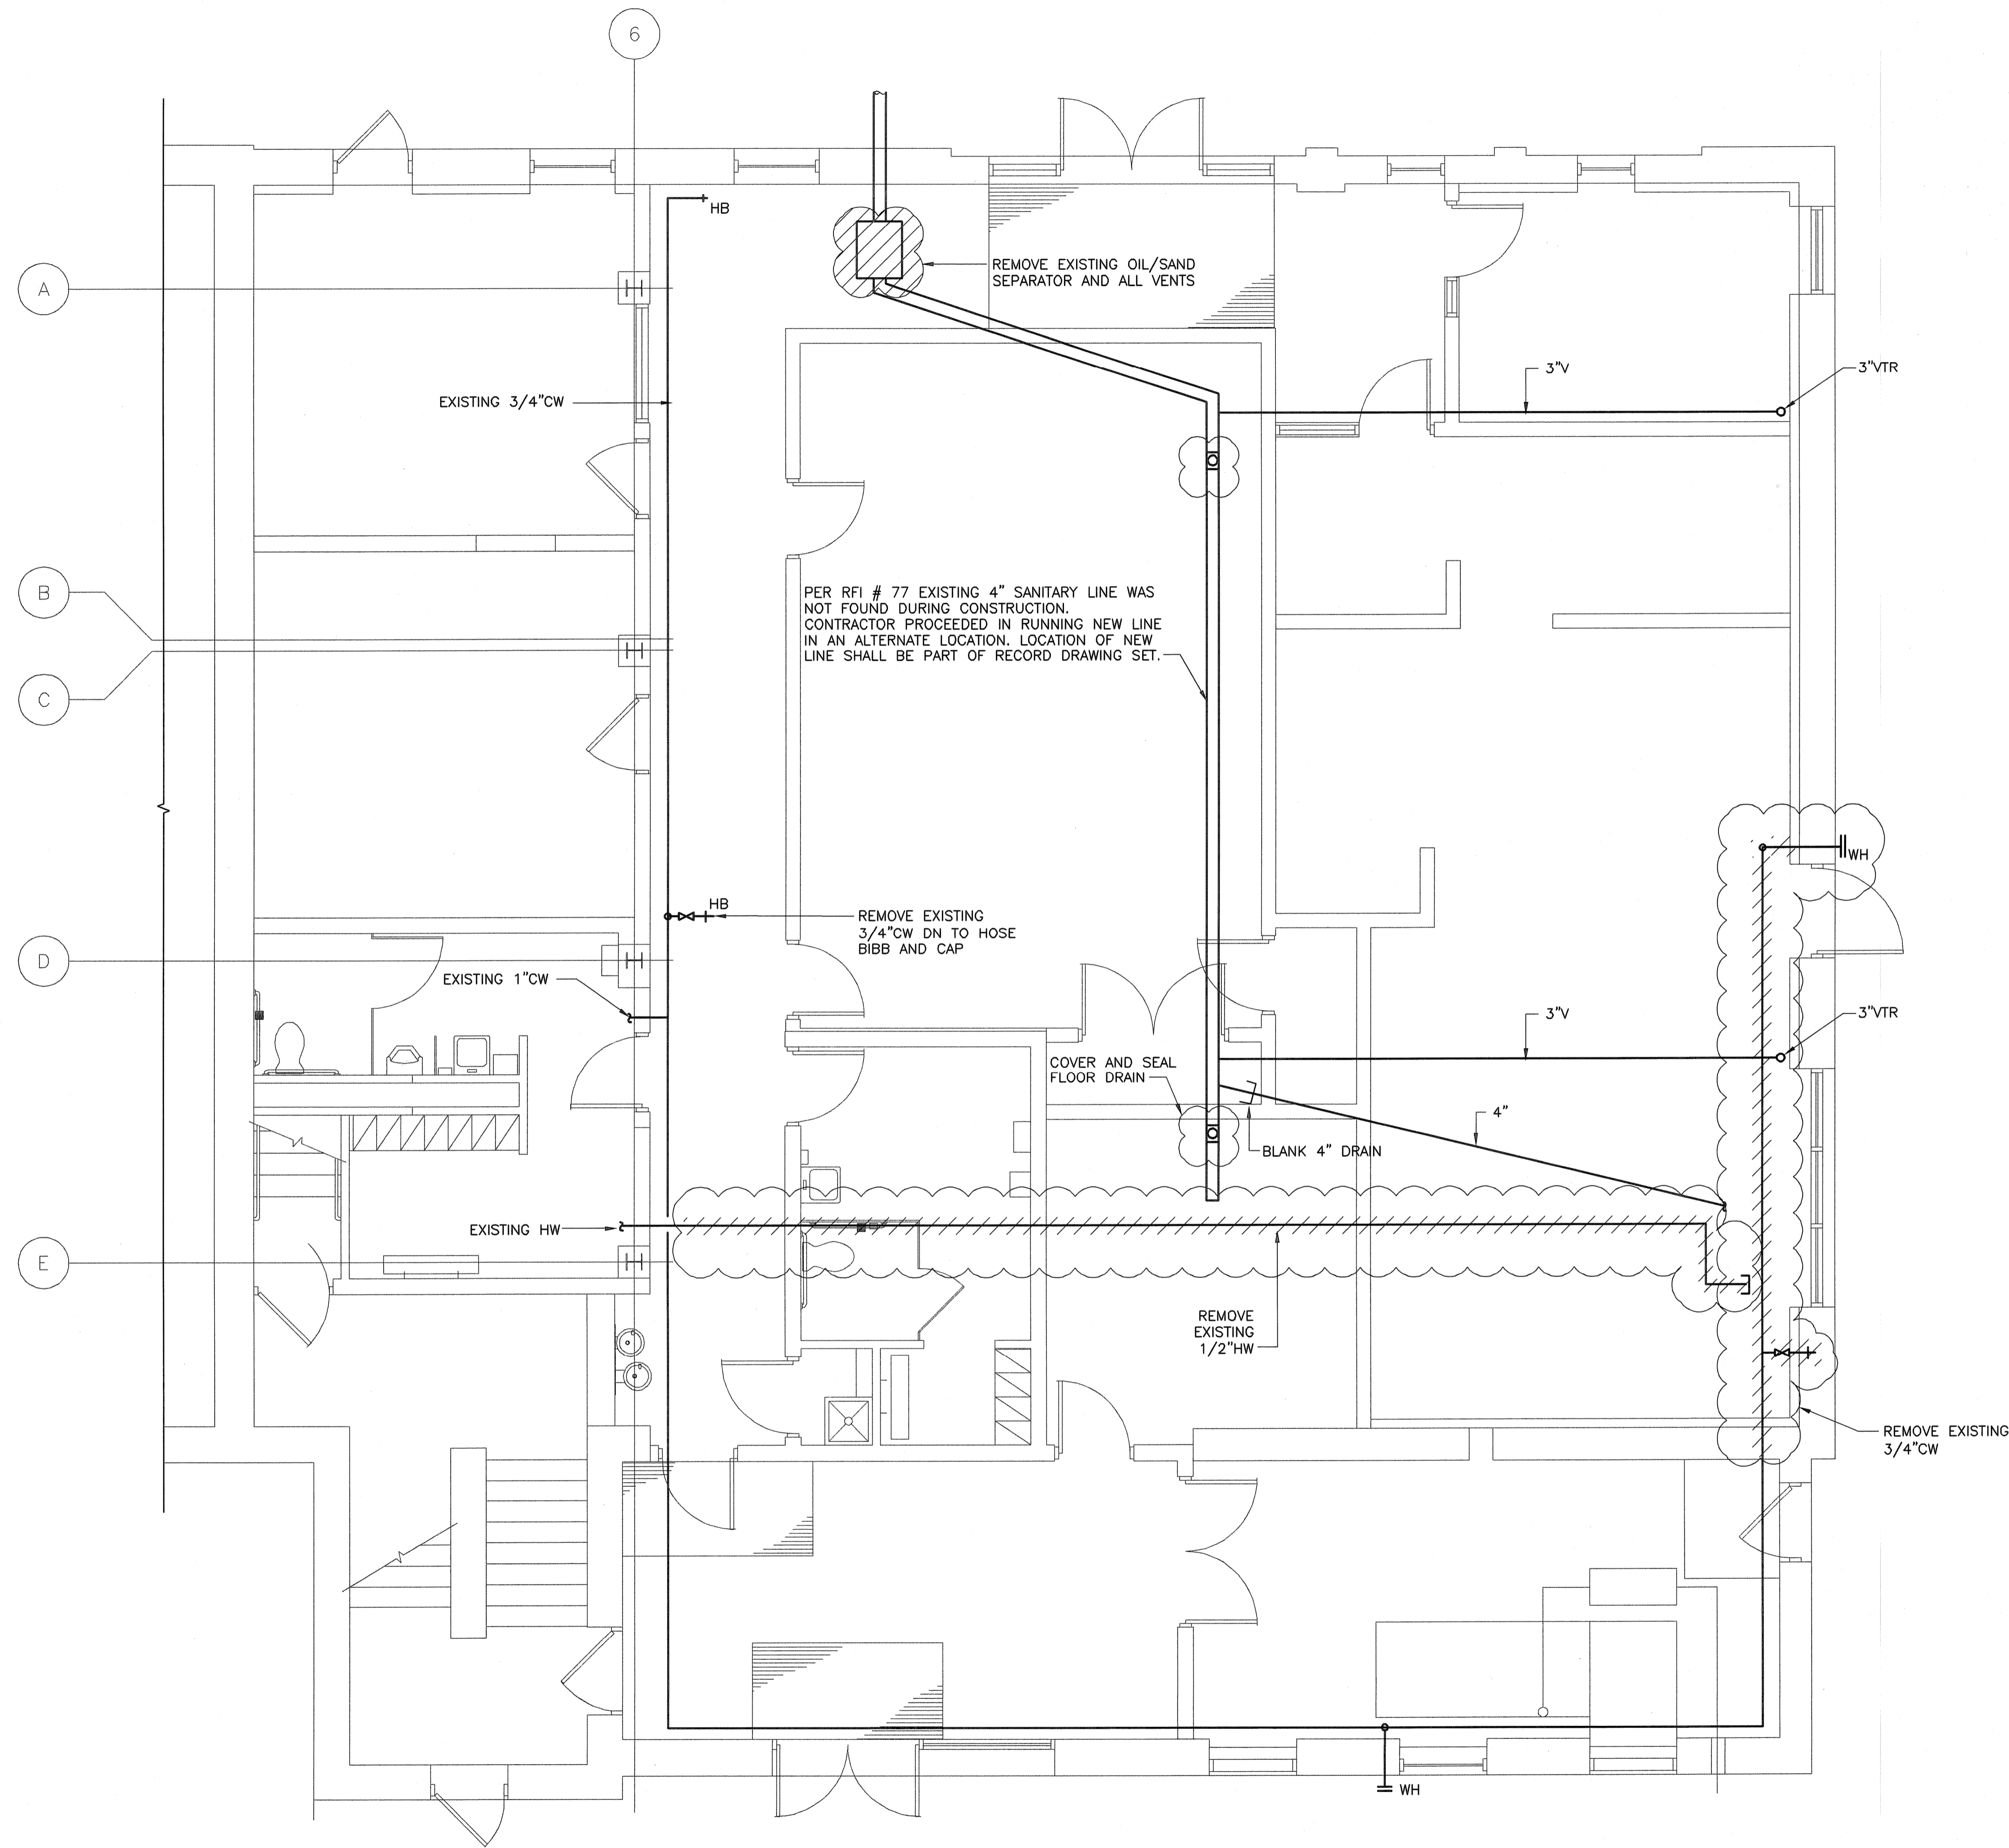 6
HB
A
REMOVE EXISTING OIL/SAND
SEPARATOR AND ALL VENTS
3"V
3"VTR
EXISTING 3/4"CW
B
PER RFI # 77 EXISTING 4" SANITARY LINE WAS
NOT FOUND DURING CONSTRUCTION.
CONTRACTOR PROCEEDED IN RUNNING NEW LINE
IN AN ALTERNATE LOCATION. LOCATION OF NEW
LINE SHALL BE PART OF RECORD DRAWING SET.
C
WH
HB
REMOVE EXISTING
3/4"CW DN TO HOSE
BIBB AND CAP
D
EXISTING 1"CW
3"V
3"VTR
COVER AND SEAL
FLOOR DRAIN
4"
BLANK 4" DRAIN
EXISTING HW
E
REMOVE
EXISTING
1/2"HW
REMOVE EXISTING
3/4"CW
WH